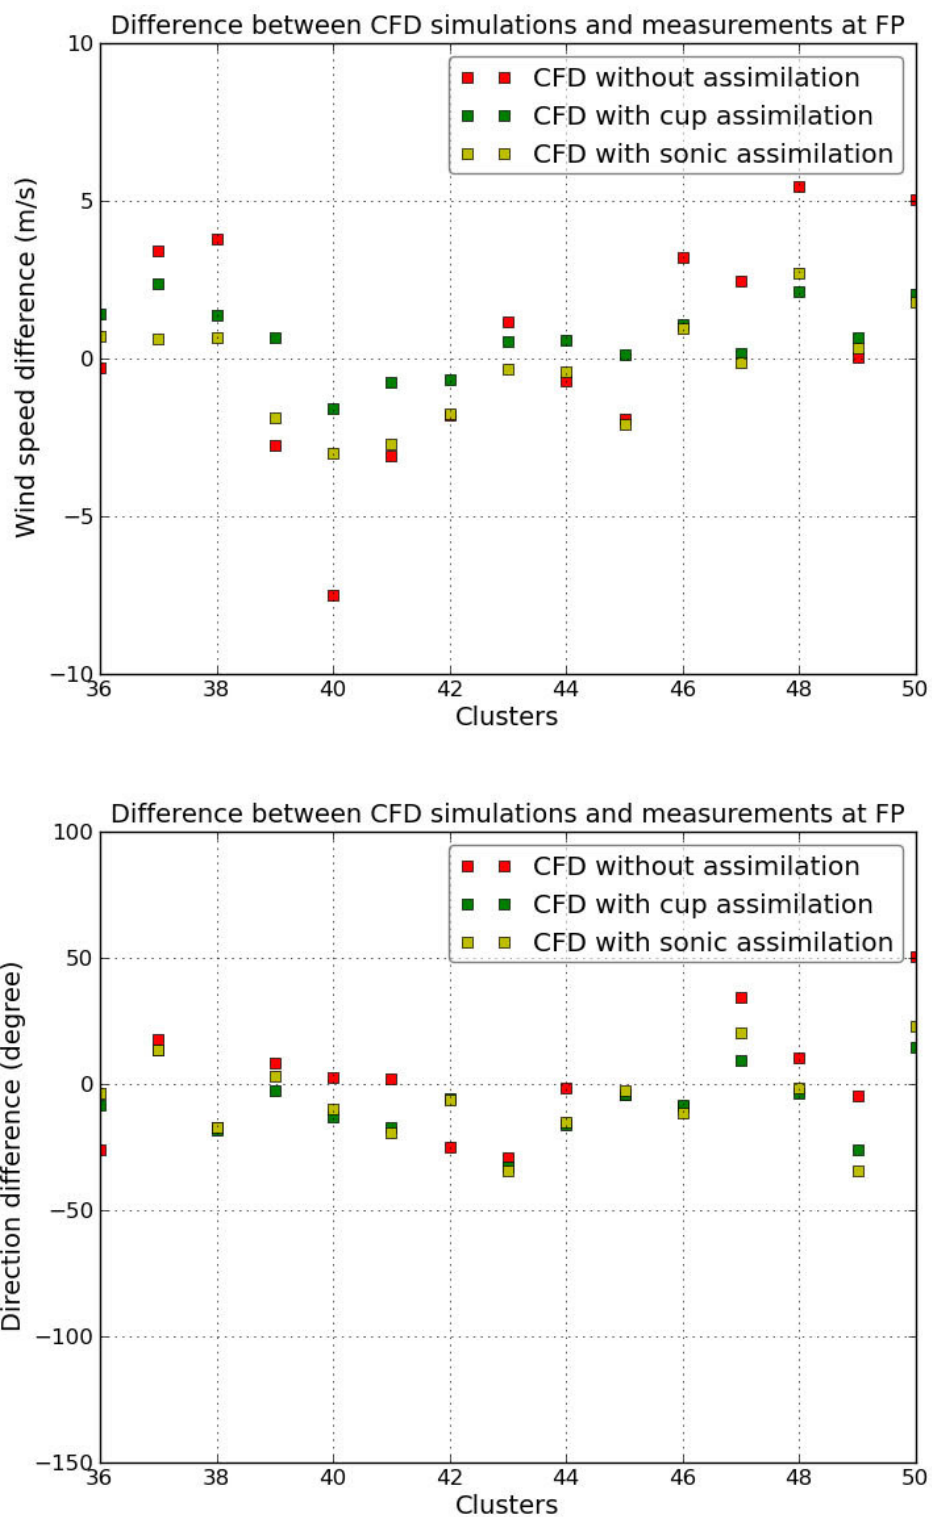 Difference between CFD simulations and measurements at FP
10
CFD without assimilation
CFD with cup assimilation
CFD with sonic assimilation
5
0
−5
−10
Wind speed difference (m/s)
36 38 40 42 44 46 48 50
Clusters
Difference between CFD simulations and measurements at FP
100
CFD without assimilation
CFD with cup assimilation
CFD with sonic assimilation
50
0
−50
−100
−150
Direction difference (degree)
36 38 40 42 44 46 48 50
Clusters